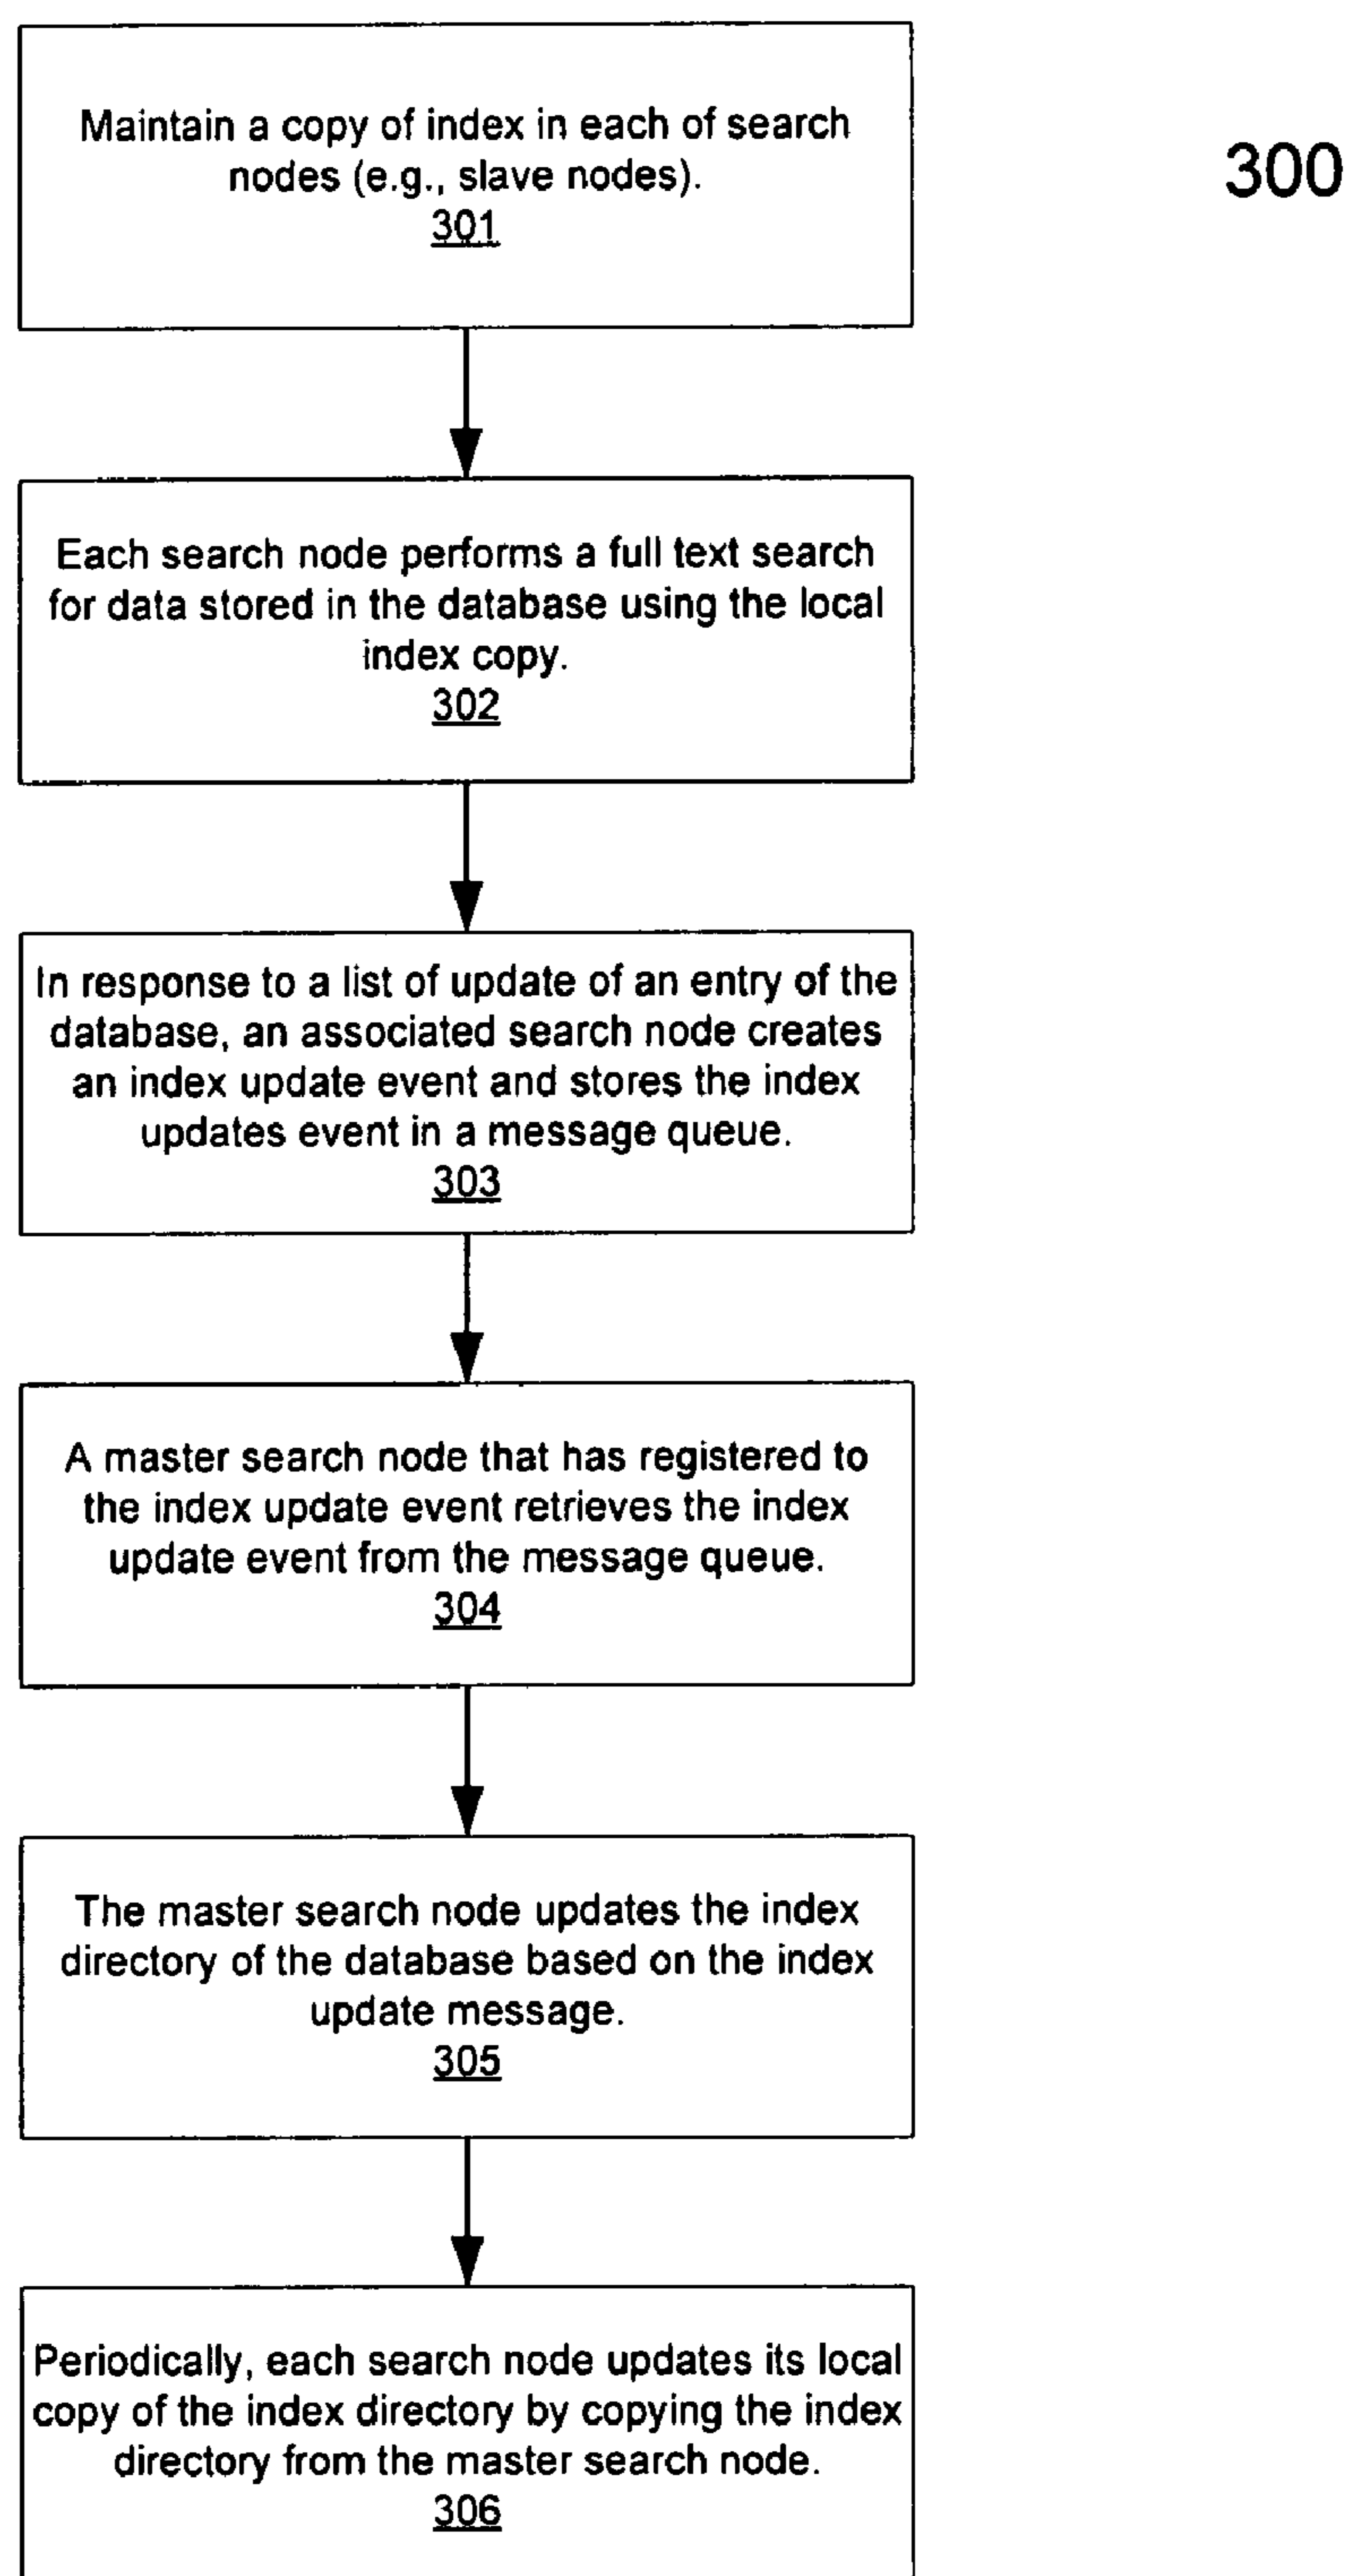 Maintain a copy of index in each of search
nodes (e.g., slave nodes).
301
300
Each search node performs a full text search
for data stored in the database using the local
index copy.
302
In response to a list of update of an entry of the
database, an associated search node creates
an index update event and stores the index
updates event in a message queue.
303
A master search node that has registered to
the index update event retrieves the index
update event from the message queue.
304
The master search node updates the index
directory of the database based on the index
update message.
305
Periodically, each search node updates its local
copy of the index directory by copying the index
directory from the master search node.
306